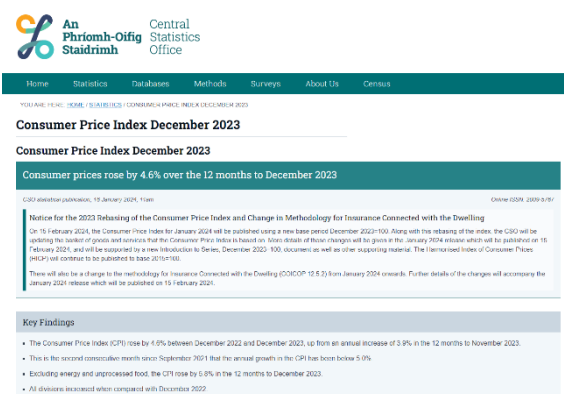 An
Phríomh-Oifig
Staidrimh
Central
Statistics
Office
Home Statistics Databases Methods Surveys About Us Census
YOU ARE HERE: HOME / STATISTICS / CONSUMER PRICE INDEX DECEMBER 2023
Consumer Price Index December 2023
Consumer Price Index December 2023
Consumer prices rose by 4.6% over the 12 months to December 2023
CSO statistical publication, 18 January 2024, 11am Online ISSN: 2009-5767
Notice for the 2023 Rebasing of the Consumer Price Index and Change in Methodology for Insurance Connected with the Dwelling
On 15 February 2024, the Consumer Price Index for January 2024 will be published using a new base period December 2023=100. Along with this rebasing of the index, the CSO will be
updating the basket of goods and services that the Consumer Price Index is based on. More details of those changes will be given in the January 2024 release which will be published on 15
February 2024, and will be supported by a new Introduction to Series, December 2023=100, document as well as other supporting material. The Harmonised Index of Consumer Prices
(HICP) will continue to be published to base 2015=100.
There will also be a change to the methodology for Insurance Connected with the Dwelling (COICOP 12.5.2) from January 2024 onwards. Further details of the changes will accompany the
January 2024 release which will be published on 15 February 2024.
Key Findings
• The Consumer Price Index (CPI) rose by 4.6% between December 2022 and December 2023, up from an annual increase of 3.9% in the 12 months to November 2023.
• This is the second consecutive month since September 2021 that the annual growth in the CPI has been below 5.0%
• Excluding energy and unprocessed food, the CPI rose by 5.8% in the 12 months to December 2023.
• All divisions increased when compared with December 2022.